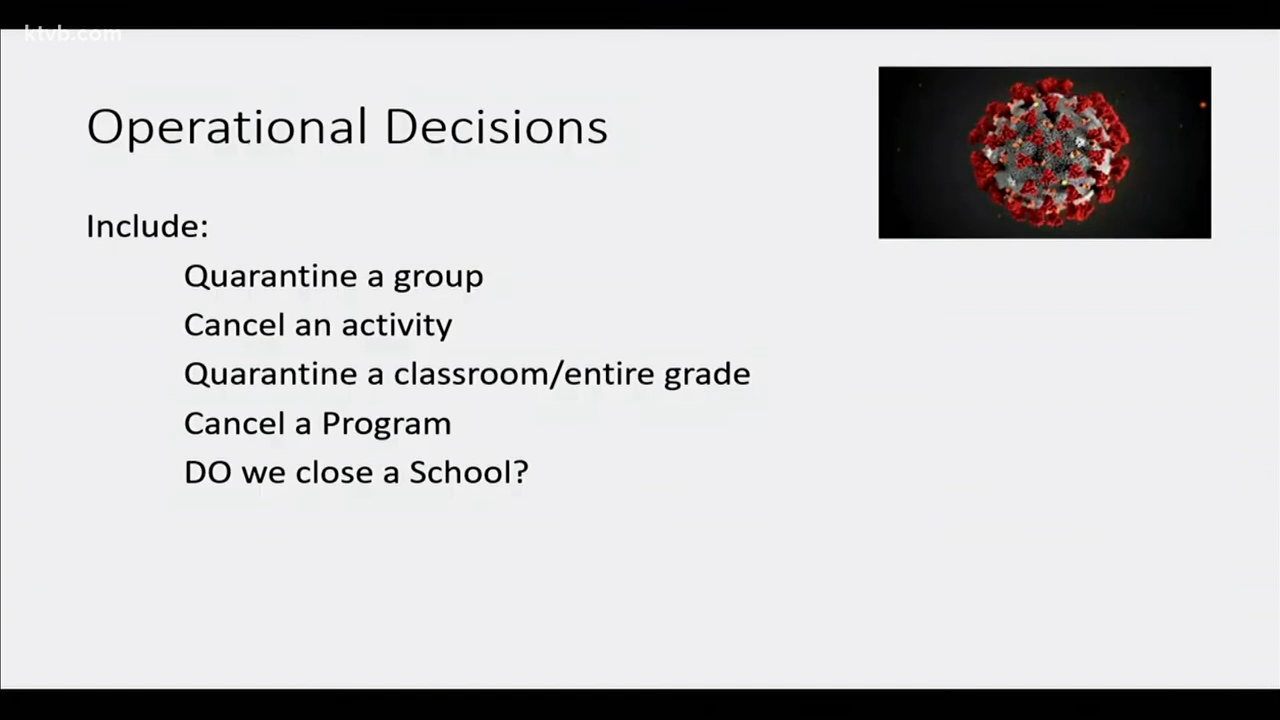 ktvb.com
Operational Decisions
Include:
Quarantine a group
Cancel an activity
Quarantine a classroom/entire grade
Cancel a Program
DO we close a School?